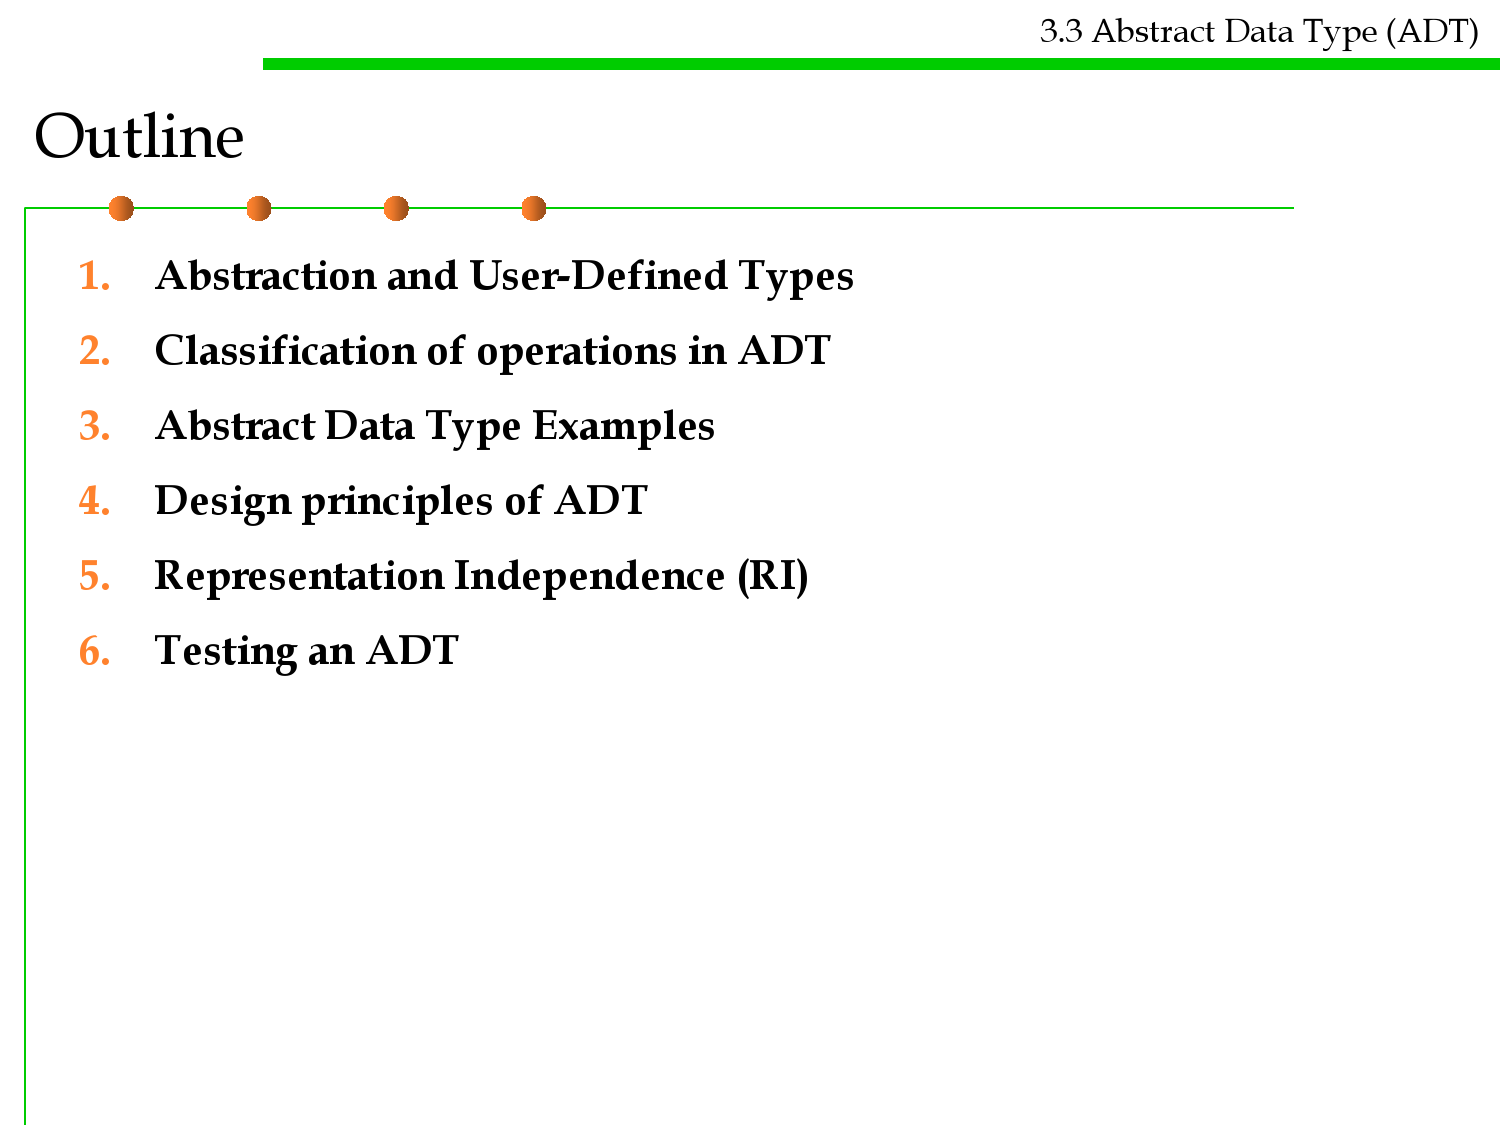 3.3 Abstract Data Type (ADT)
Outline
1. Abstraction and User-Defined Types
2. Classification of operations in ADT
3. Abstract Data Type Examples
4. Design principles of ADT
5. Representation Independence (RI)
6. Testing an ADT